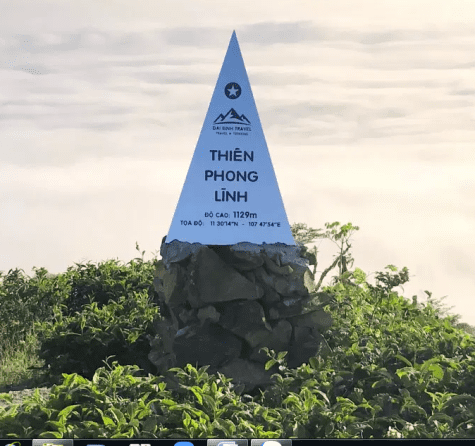 THIÊN
PHONG
LĨNH
ĐỘ CAO: 1129m
TOẠ ĐỘ: 11 30'14"N - 107 47'54"E